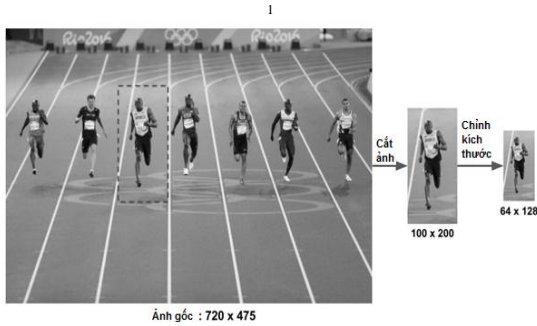 1
Rio2016
Rio2016
Cắt
ảnh
Chỉnh
kích
thước
100 x 200
64 x 128
Ảnh gốc : 720 x 475